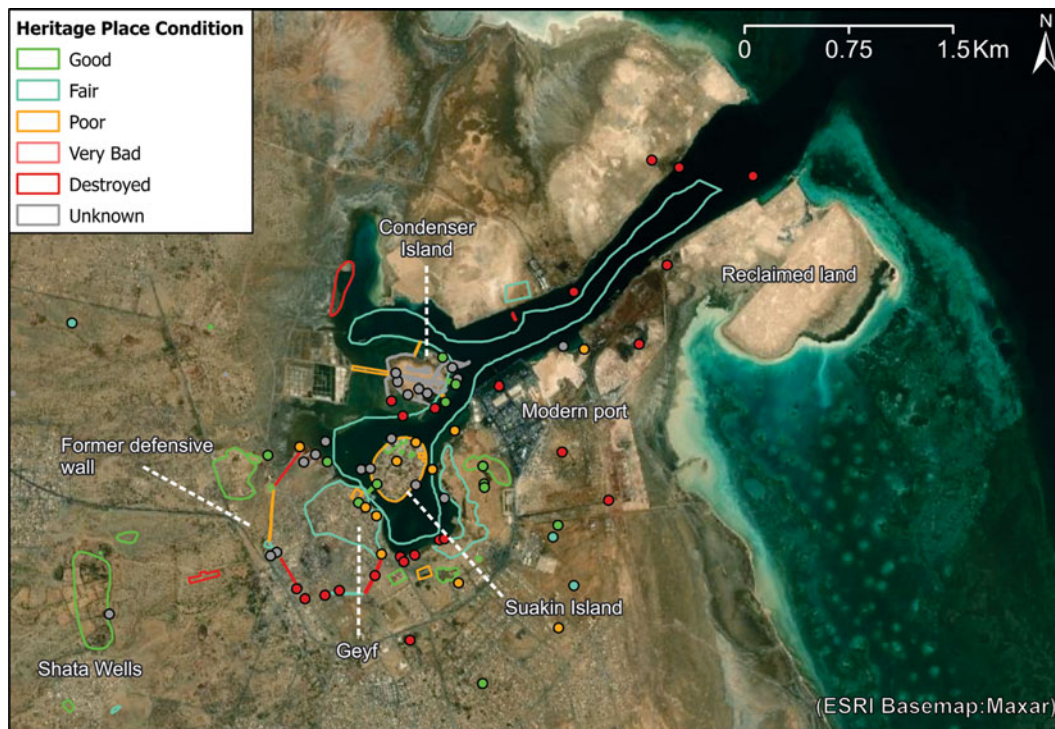 Heritage Place Condition
Good
Fair
Poor
Very Bad
Destroyed
Unknown
0 0.75 1.5Km
N
Condenser
Island
Reclaimed land
Modern port
Former defensive
wall
Suakin Island
Geyf
Shata Wells
(ESRI Basemap:Maxar)